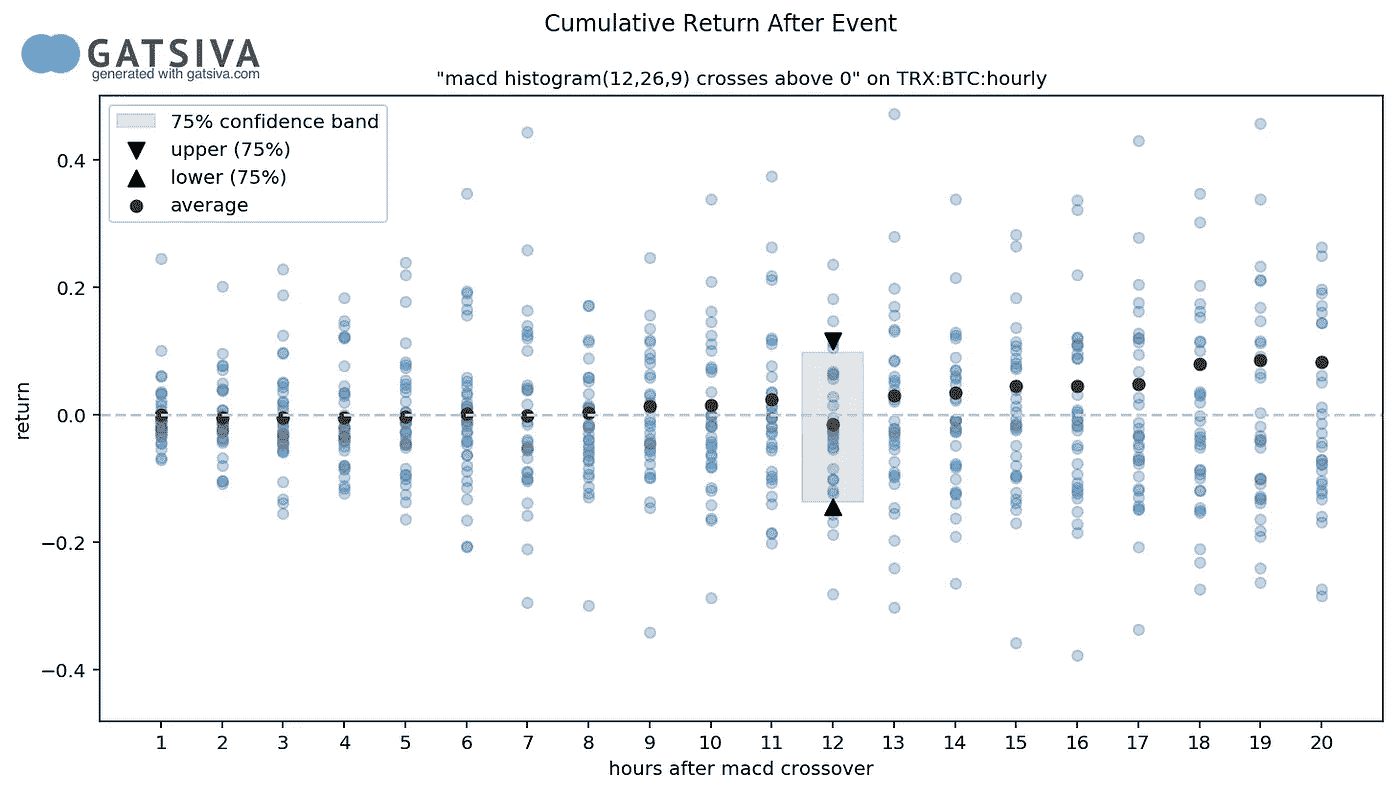 Cumulative Return After Event
GATSIVA
generated with gatsiva.com
"macd histogram(12,26,9) crosses above 0" on TRX:BTC:hourly
75% confidence band
upper (75%)
lower (75%)
average
0.4
0.2
0.0
−0.2
−0.4
return
1 2 3 4 5 6 7 8 9 10 11 12 13 14 15 16 17 18 19 20
hours after macd crossover